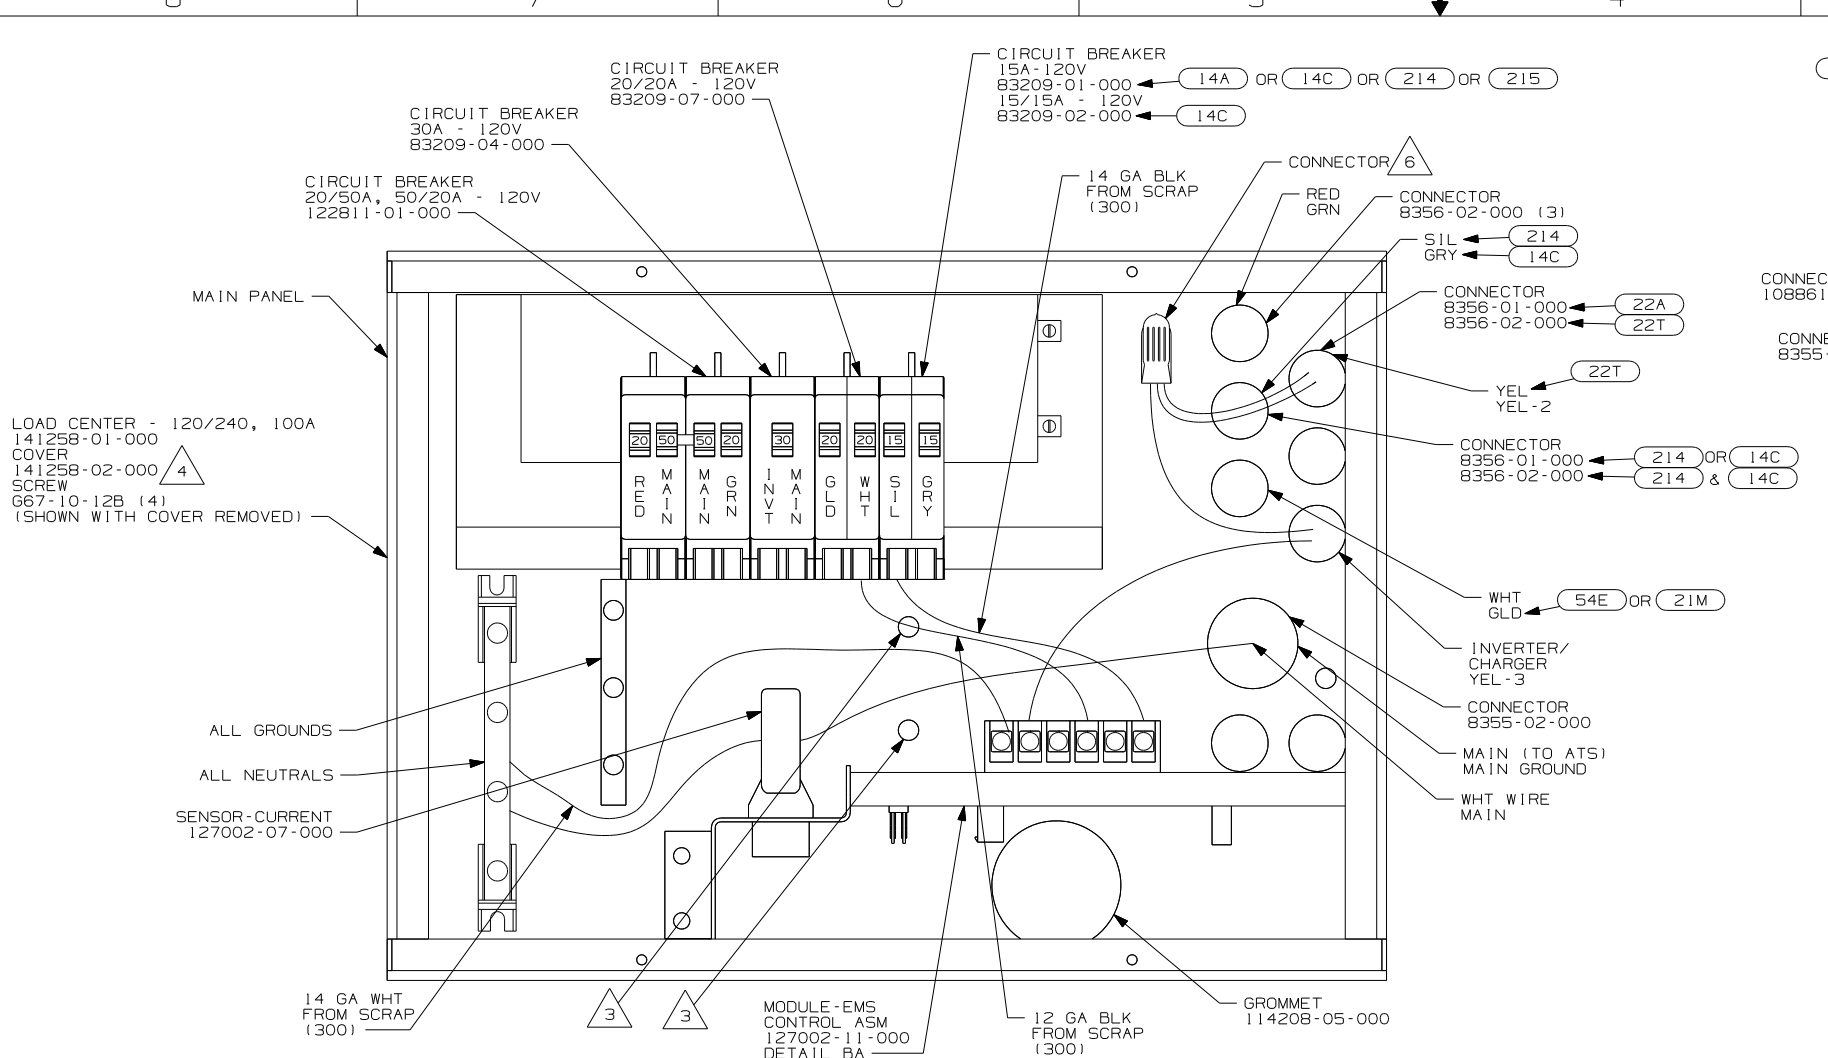 CIRCUIT BREAKER
20/20A - 120V
83209-07-000
CIRCUIT BREAKER
15A-120V
83209-01-000
14A OR 14C OR 214 OR 215
15/15A - 120V
83209-02-000
14C
CIRCUIT BREAKER
30A - 120V
83209-04-000
CIRCUIT BREAKER
20/50A, 50/20A - 120V
122811-01-000
14 GA BLK
FROM SCRAP
(300)
CONNECTOR 6
RED
GRN
CONNECTOR
8356-02-000 (3)
SIL 214
GRY 14C
MAIN PANEL
CONNECTOR
8356-01-000 22A
8356-02-000 22T
CONNEC
108861
CONNE
8355-
22T
YEL
YEL-2
LOAD CENTER - 120/240, 100A
141258-01-000
COVER
141258-02-000 4
SCREW
G67-10-12B (4)
(SHOWN WITH COVER REMOVED)
20 50 50 20 30 20 20 15 15
RED
MAIN
MAIN
GRN
INVT
MAIN
GLD
WHT
SIL
GRY
CONNECTOR
8356-01-000 214 OR 14C
8356-02-000 214 & 14C
WHT
GLD 54E OR 21M
INVERTER/
CHARGER
YEL-3
CONNECTOR
8355-02-000
MAIN (TO ATS)
MAIN GROUND
WHT WIRE
MAIN
ALL GROUNDS
ALL NEUTRALS
SENSOR-CURRENT
127002-07-000
14 GA WHT
FROM SCRAP
(300)
3
3
MODULE-EMS
CONTROL ASM
127002-11-000
DETAIL BA
12 GA BLK
FROM SCRAP
(300)
GROMMET
114208-05-000